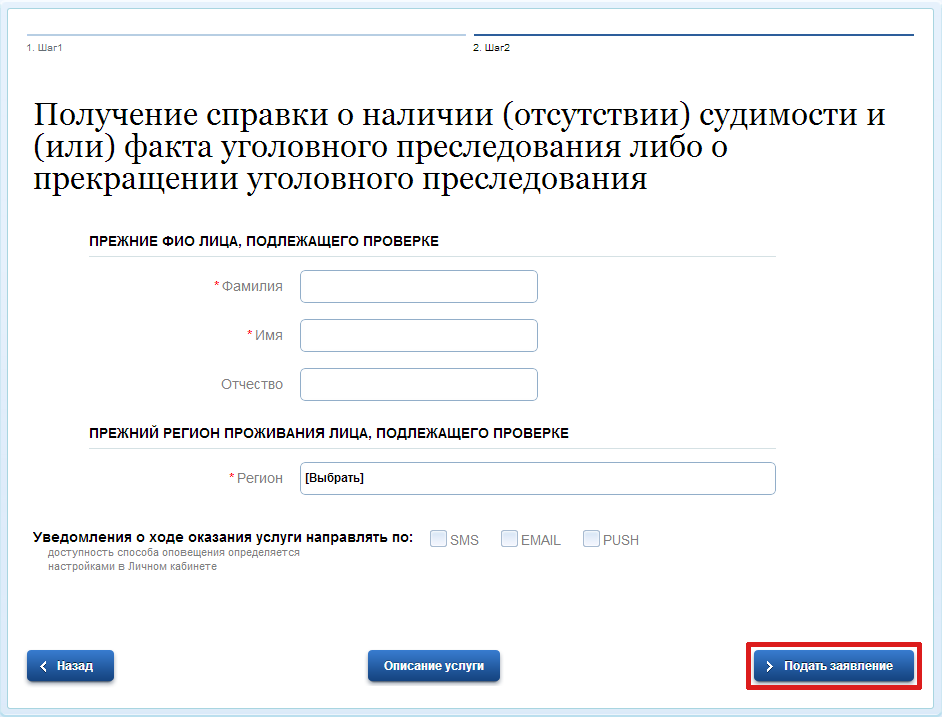 1. Шаг1
2. Шаг2
Получение справки о наличии (отсутствии) судимости и
(или) факта уголовного преследования либо о
прекращении уголовного преследования
ПРЕЖНИЕ ФИО ЛИЦА, ПОДЛЕЖАЩЕГО ПРОВЕРКЕ
* Фамилия
* Имя
Отчество
ПРЕЖНИЙ РЕГИОН ПРОЖИВАНИЯ ЛИЦА, ПОДЛЕЖАЩЕГО ПРОВЕРКЕ
* Регион [Выбрать]
Уведомления о ходе оказания услуги направлять по: SMS EMAIL PUSH
доступность способа оповещения определяется
настройками в Личном кабинете
Назад
Описание услуги
Подать заявление